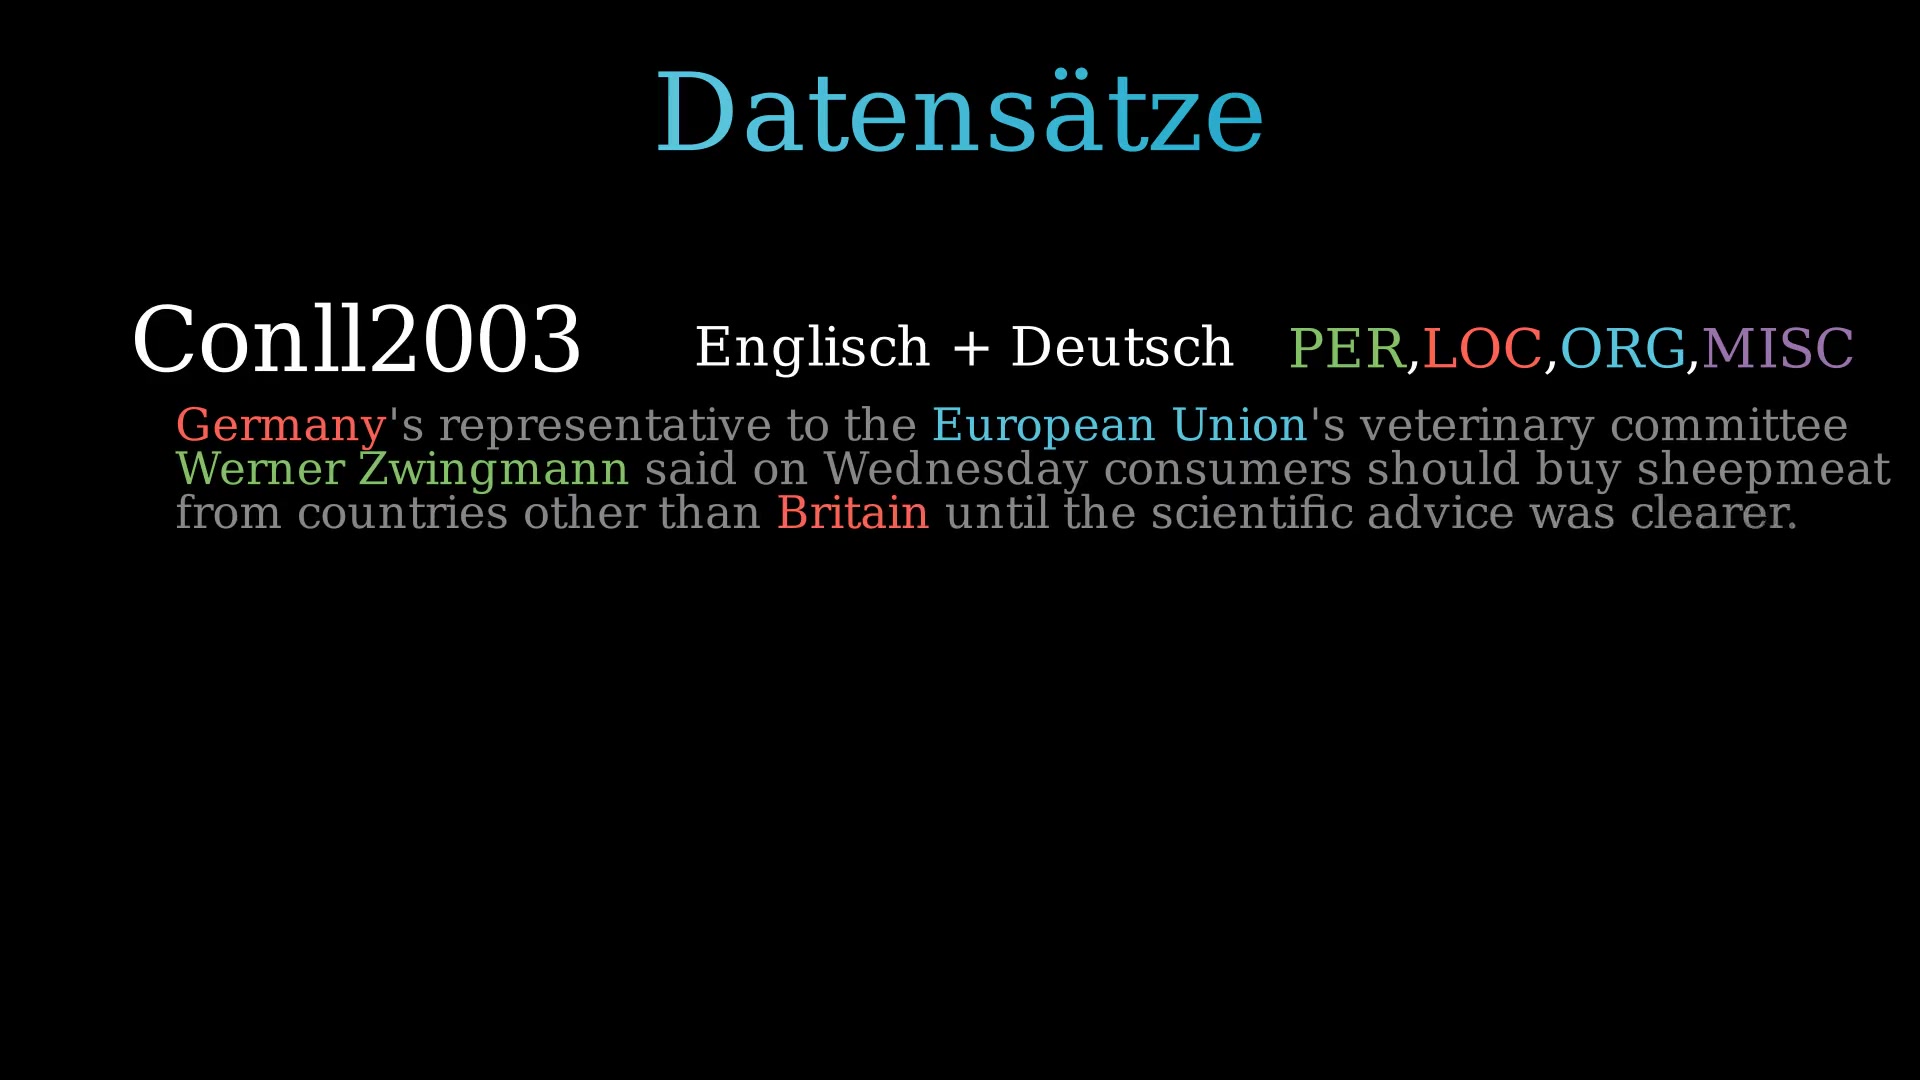 Datensätze
Conll2003 Englisch + Deutsch PER,LOC,ORG,MISC
Germany's representative to the European Union's veterinary committee
Werner Zwingmann said on Wednesday consumers should buy sheepmeat
from countries other than Britain until the scientific advice was clearer.